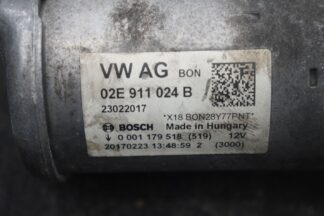 VW AG BON
02E 911 024 B
23022017
*X18 BON28Y77PNT*
BOSCH Made in Hungary
0 001 179 518 (519) 12V
20170223 13:48:59 2 (3000)